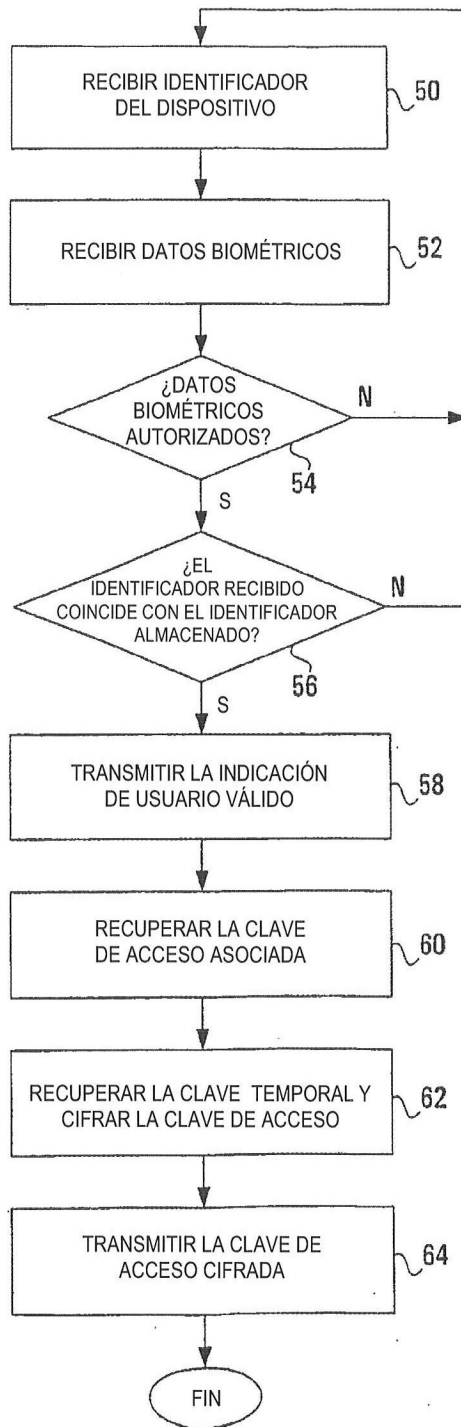 RECIBIR IDENTIFICADOR
DEL DISPOSITIVO
50
RECIBIR DATOS BIOMÉTRICOS
52
¿DATOS
BIOMÉTRICOS
AUTORIZADOS?
N
54
S
¿EL
IDENTIFICADOR RECIBIDO
COINCIDE CON EL IDENTIFICADOR
ALMACENADO?
N
56
S
TRANSMITIR LA INDICACIÓN
DE USUARIO VÁLIDO
58
RECUPERAR LA CLAVE
DE ACCESO ASOCIADA
60
RECUPERAR LA CLAVE TEMPORAL Y
CIFRAR LA CLAVE DE ACCESO
62
TRANSMITIR LA CLAVE DE
ACCESO CIFRADA
64
FIN